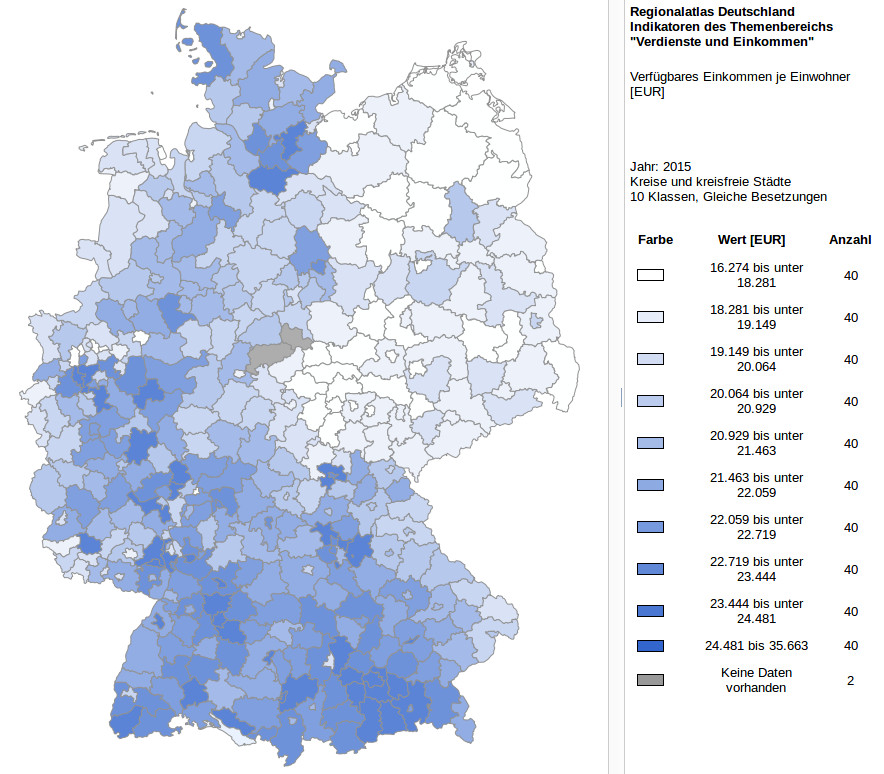 Regionalatlas Deutschland
Indikatoren des Themenbereichs
"Verdienste und Einkommen"
Verfügbares Einkommen je Einwohner
[EUR]
Jahr: 2015
Kreise und kreisfreie Städte
10 Klassen, Gleiche Besetzungen
Farbe Wert [EUR] Anzahl
16.274 bis unter
18.281 40
18.281 bis unter
19.149 40
19.149 bis unter
20.064 40
20.064 bis unter
20.929 40
20.929 bis unter
21.463 40
21.463 bis unter
22.059 40
22.059 bis unter
22.719 40
22.719 bis unter
23.444 40
23.444 bis unter
24.481 40
24.481 bis 35.663 40
Keine Daten
vorhanden 2